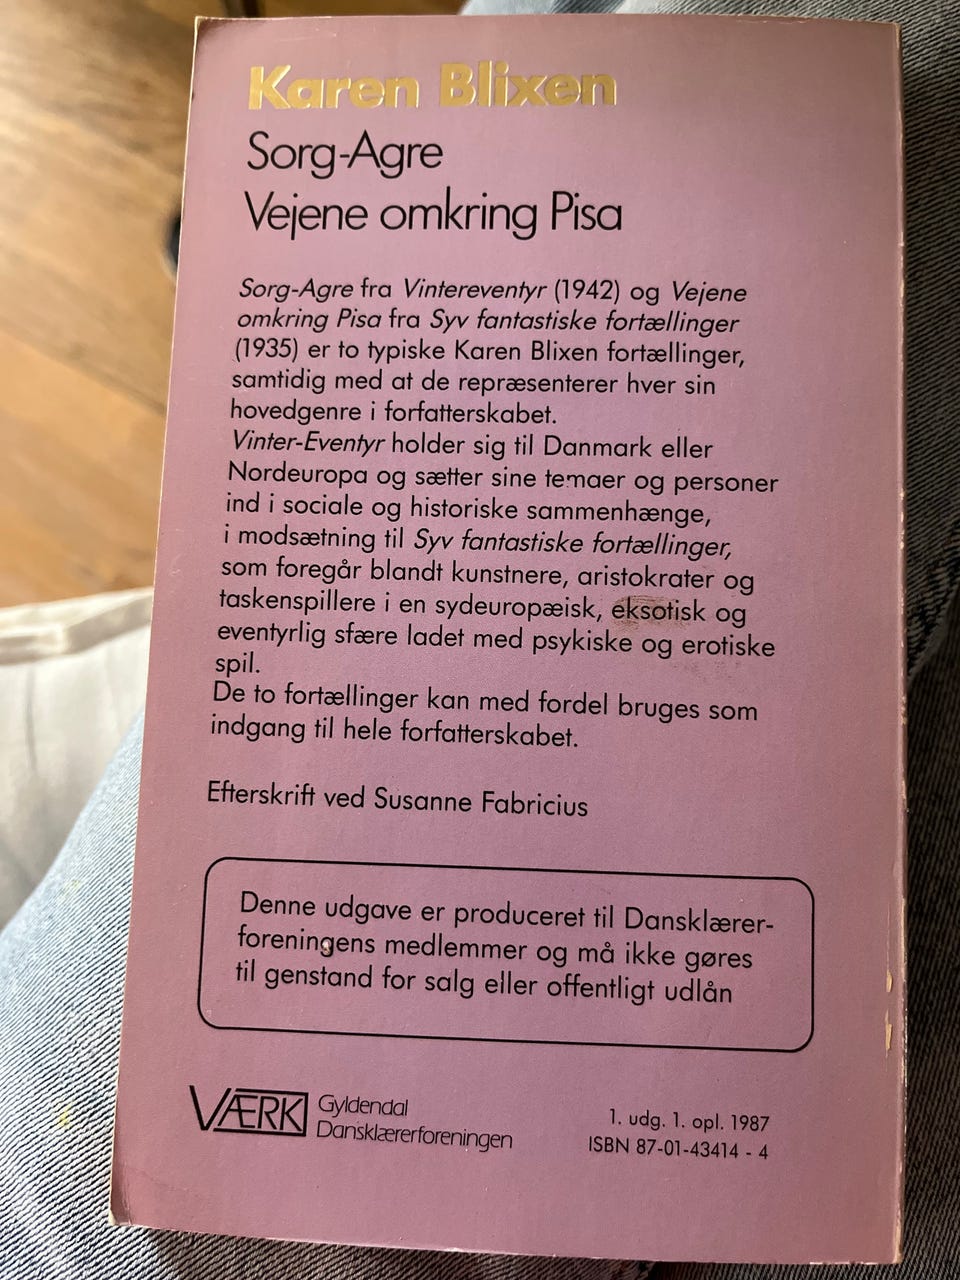 Karen Blixen
Sorg-Agre
Vejene omkring Pisa
Sorg-Agre fra Vintereventyr (1942) og Vejene
omkring Pisa fra Syv fantastiske fortællinger
(1935) er to typiske Karen Blixen fortællinger,
samtidig med at de repræsenterer hver sin
hovedgenre i forfatterskabet.
Vinter-Eventyr holder sig til Danmark eller
Nordeuropa og sætter sine temaer og personer
ind i sociale og historiske sammenhænge,
i modsætning til Syv fantastiske fortællinger,
som foregår blandt kunstnere, aristokrater og
taskenspillere i en sydeuropæisk, eksotisk og
eventyrlig sfære ladet med psykiske og erotiske
spil.
De to fortællinger kan med fordel bruges som
indgang til hele forfatterskabet.
Efterskrift ved Susanne Fabricius
Denne udgave er produceret til Dansklærer-
foreningens medlemmer og må ikke gøres
til genstand for salg eller offentligt udlån
VÆRK
Gyldendal
Dansklærerforeningen
1. udg. 1. opl. 1987
ISBN 87-01-43414 - 4